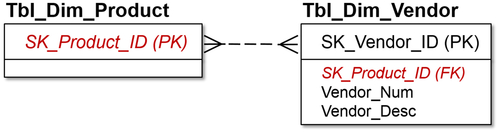 Tbl_Dim_Product
SK_Product_ID (PK)
Tbl_Dim_Vendor
SK_Vendor_ID (PK)
SK_Product_ID (FK)
Vendor_Num
Vendor_Desc